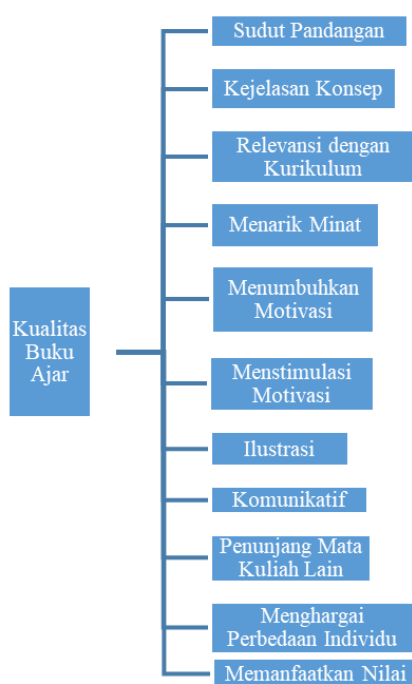 Kualitas
Buku
Ajar
Sudut Pandangan
Kejelasan Konsep
Relevansi dengan
Kurikulum
Menarik Minat
Menumbuhkan
Motivasi
Menstimulasi
Motivasi
Ilustrasi
Komunikatif
Penunjang Mata
Kuliah Lain
Menghargai
Perbedaan Individu
Memanfaatkan Nilai